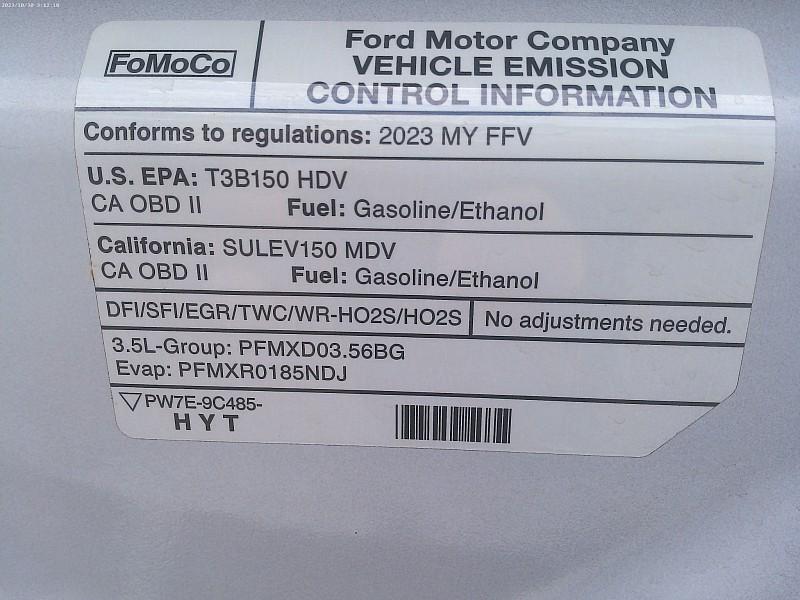 2023/10/30 9:12:18
FoMoCo
Ford Motor Company
VEHICLE EMISSION
CONTROL INFORMATION
Conforms to regulations: 2023 MY FFV
U.S. EPA: T3B150 HDV
CA OBD II Fuel: Gasoline/Ethanol
California: SULEV150 MDV
CA OBD II Fuel: Gasoline/Ethanol
DFI/SFI/EGR/TWC/WR-HO2S/HO2S No adjustments needed.
3.5L-Group: PFMXD03.56BG
Evap: PFMXR0185NDJ
PW7E-9C485-
HYT